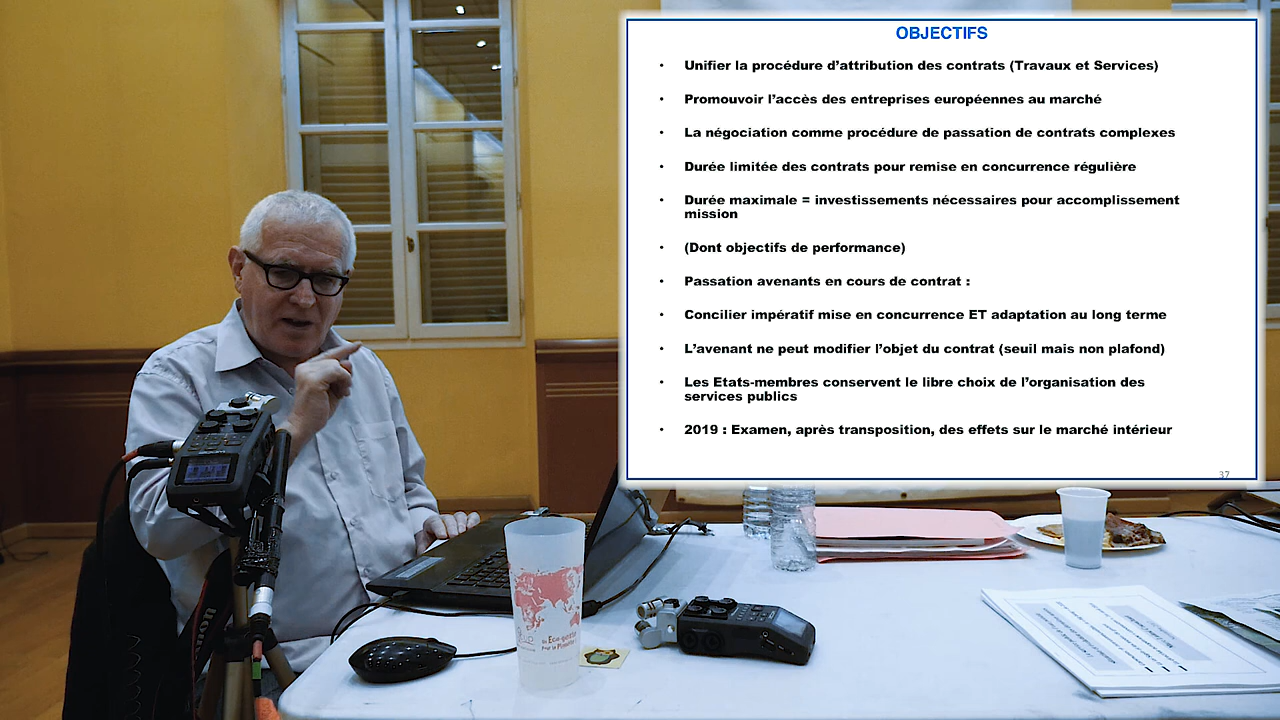 OBJECTIFS
• Unifier la procédure d'attribution des contrats (Travaux et Services)
• Promouvoir l'accès des entreprises européennes au marché
• La négociation comme procédure de passation de contrats complexes
• Durée limitée des contrats pour remise en concurrence régulière
• Durée maximale = investissements nécessaires pour accomplissement
mission
• (Dont objectifs de performance)
• Passation avenants en cours de contrat :
• Concilier impératif mise en concurrence ET adaptation au long terme
• L'avenant ne peut modifier l'objet du contrat (seuil mais non plafond)
• Les Etats-membres conservent le libre choix de l'organisation des
services publics
• 2019 : Examen, après transposition, des effets sur le marché intérieur
37